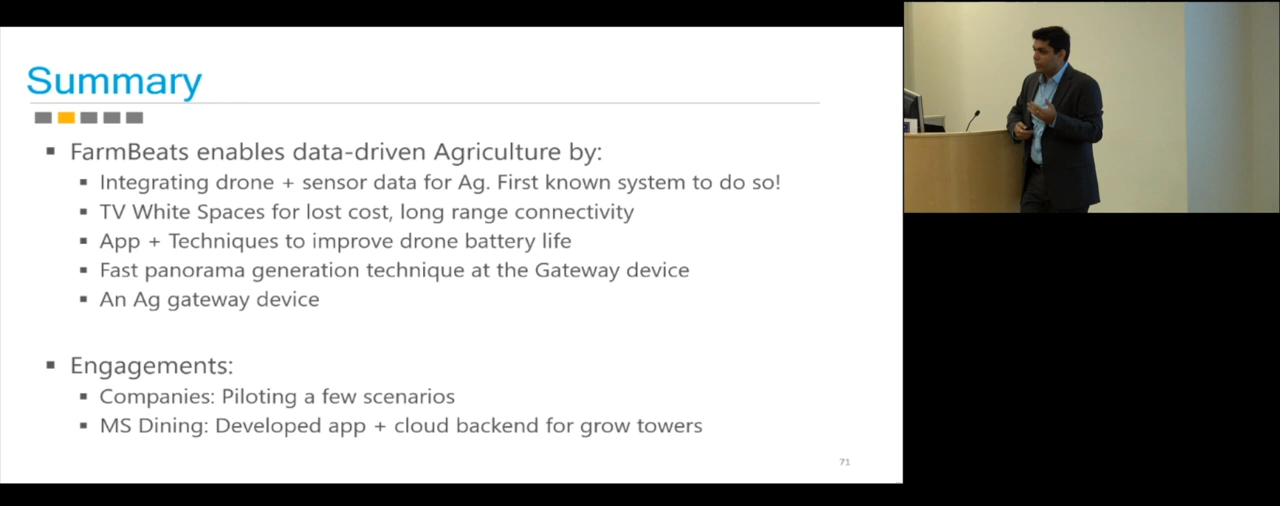 Summary
FarmBeats enables data-driven Agriculture by:
Integrating drone + sensor data for Ag. First known system to do so!
TV White Spaces for lost cost, long range connectivity
App + Techniques to improve drone battery life
Fast panorama generation technique at the Gateway device
An Ag gateway device
Engagements:
Companies: Piloting a few scenarios
MS Dining: Developed app + cloud backend for grow towers
71